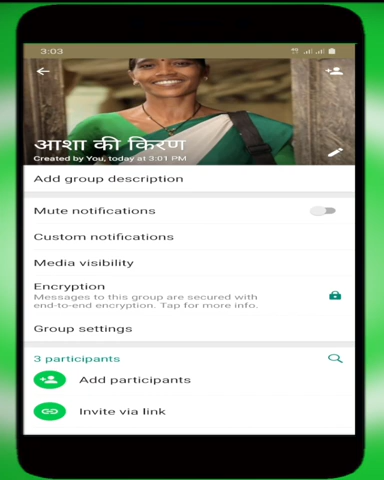 3:03
आशा की किरण
Created by You, today at 3:01 PM
Add group description
Mute notifications
Custom notifications
Media visibility
Encryption
Messages to this group are secured with
end-to-end encryption. Tap for more info.
Group settings
3 participants
Add participants
Invite via link